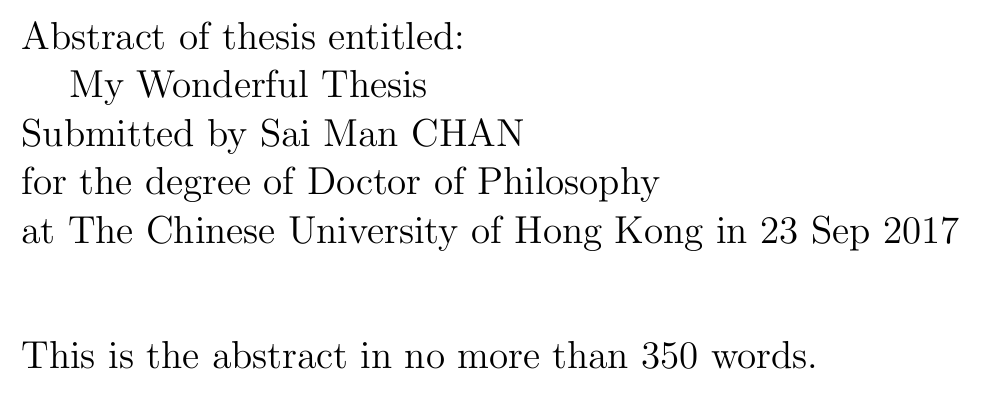 Abstract of thesis entitled:
My Wonderful Thesis
Submitted by Sai Man CHAN
for the degree of Doctor of Philosophy
at The Chinese University of Hong Kong in 23 Sep 2017
This is the abstract in no more than 350 words.